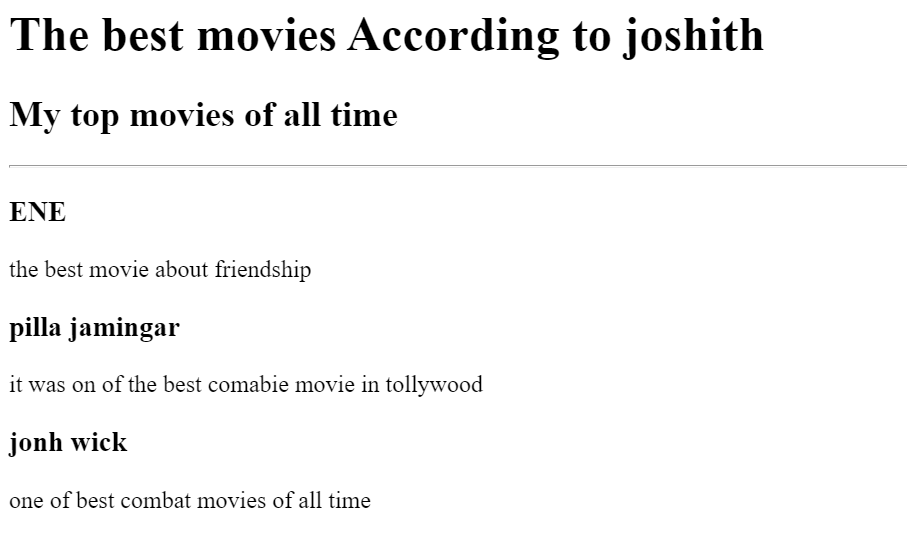 The best movies According to joshith
My top movies of all time
ENE
the best movie about friendship
pilla jamingar
it was on of the best comabie movie in tollywood
jonh wick
one of best combat movies of all time